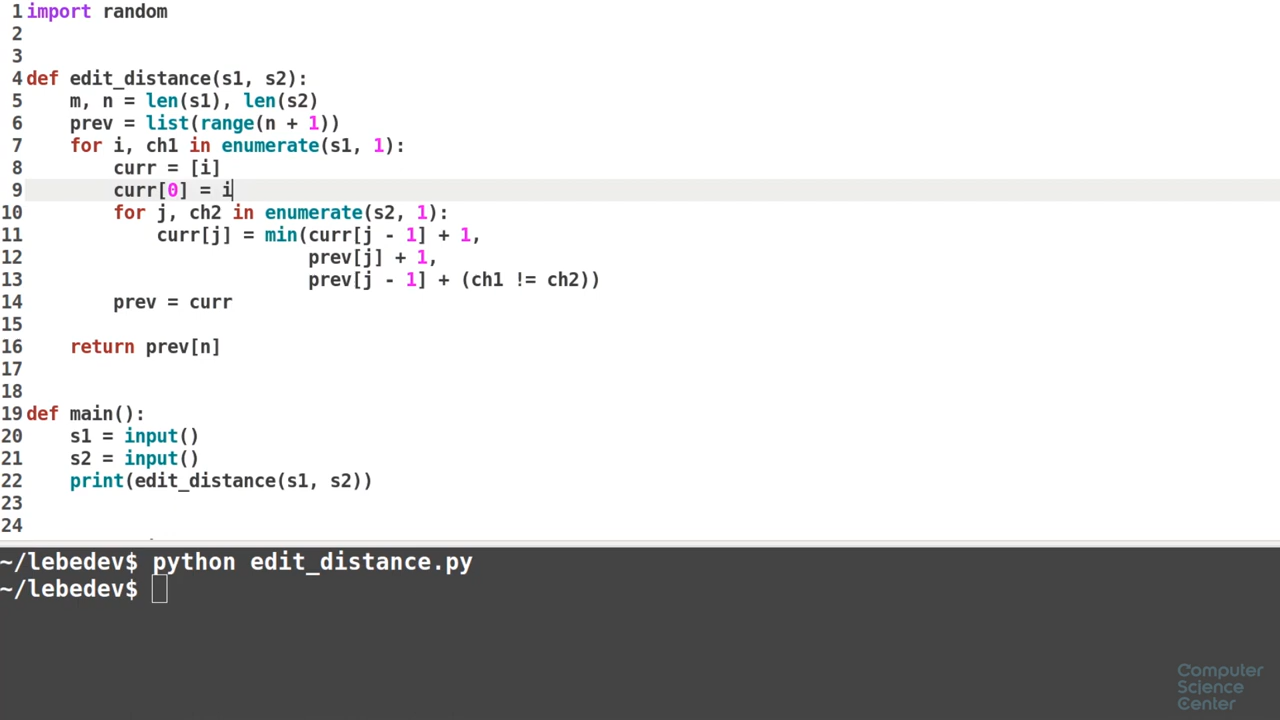 1 import random
2
3
4 def edit_distance(s1, s2):
5     m, n = len(s1), len(s2)
6     prev = list(range(n + 1))
7     for i, ch1 in enumerate(s1, 1):
8         curr = [i]
9         curr[0] = i
10         for j, ch2 in enumerate(s2, 1):
11             curr[j] = min(curr[j - 1] + 1,
12                           prev[j] + 1,
13                           prev[j - 1] + (ch1 != ch2))
14         prev = curr
15
16     return prev[n]
17
18
19 def main():
20     s1 = input()
21     s2 = input()
22     print(edit_distance(s1, s2))
23
24
~/lebedev$ python edit_distance.py
~/lebedev$
Computer
Science
Center